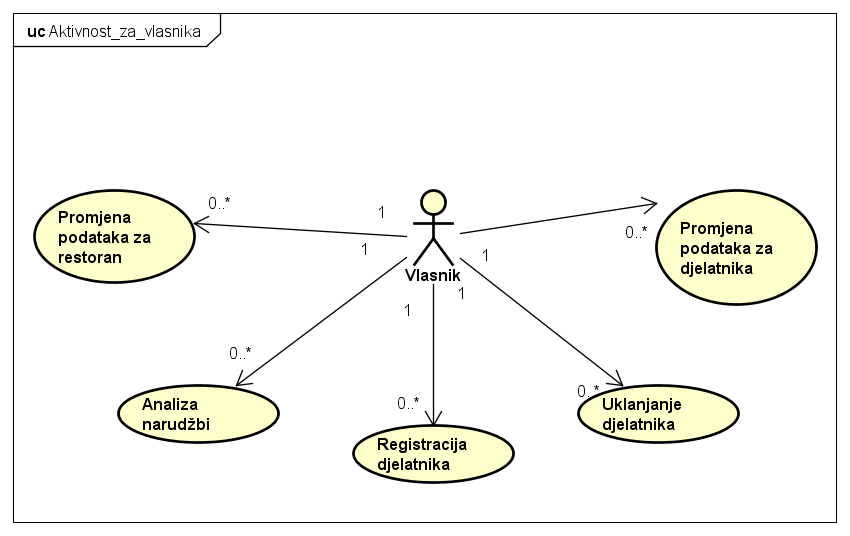 uc Aktivnost_za_vlasnika
0..*
1
Promjena
podataka za
restoran
1
Vlasnik
1
0..*
Promjena
podataka za
djelatnika
1
1
0..*
0..*
0..*
Analiza
narudžbi
Registracija
djelatnika
Uklanjanje
djelatnika